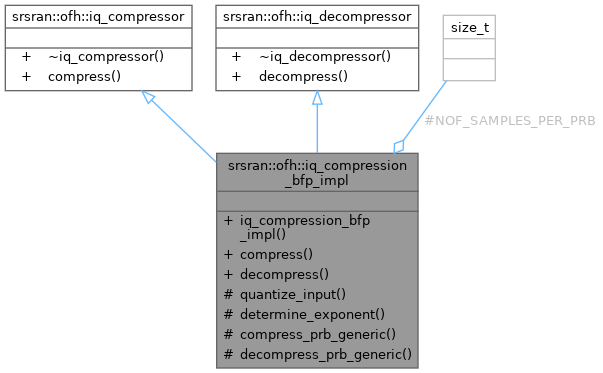 srsran::ofh::iq_compressor
+ ~iq_compressor()
+ compress()
srsran::ofh::iq_decompressor
+ ~iq_decompressor()
+ decompress()
size_t
#NOF_SAMPLES_PER_PRB
srsran::ofh::iq_compression
_bfp_impl
+ iq_compression_bfp
_impl()
+ compress()
+ decompress()
# quantize_input()
# determine_exponent()
# compress_prb_generic()
# decompress_prb_generic()